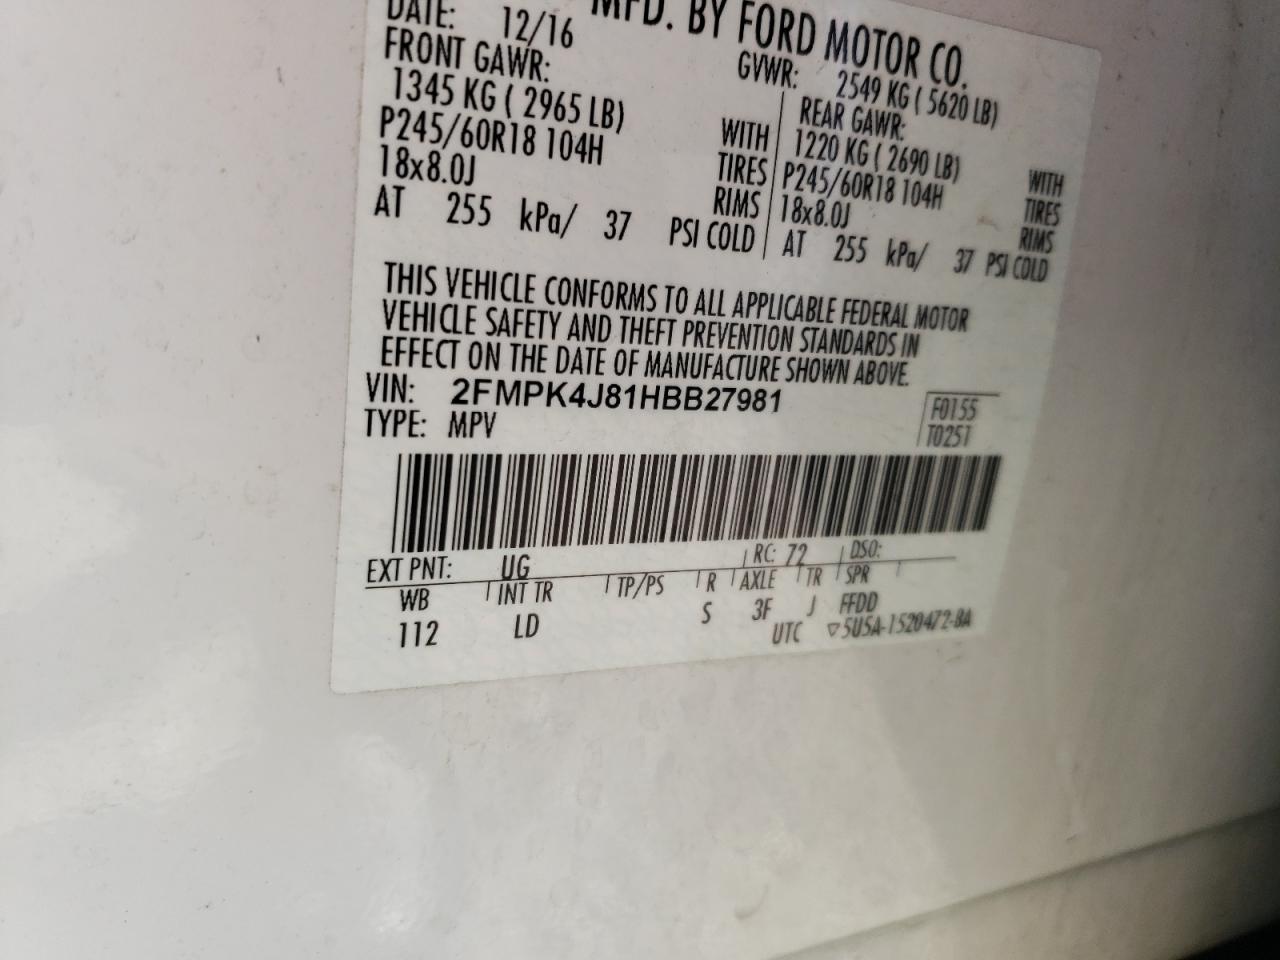 MFD. BY FORD MOTOR CO.
DATE: 12/16 GVWR: 2549 KG ( 5620 LB)
FRONT GAWR: REAR GAWR:
1345 KG ( 2965 LB) WITH 1220 KG ( 2690 LB) WITH
P245/60R18 104H TIRES P245/60R18 104H TIRES
18x8.0J RIMS 18x8.0J RIMS
AT 255 kPa/ 37 PSI COLD AT 255 kPa/ 37 PSI COLD
THIS VEHICLE CONFORMS TO ALL APPLICABLE FEDERAL MOTOR
VEHICLE SAFETY AND THEFT PREVENTION STANDARDS IN
EFFECT ON THE DATE OF MANUFACTURE SHOWN ABOVE.
VIN: 2FMPK4J81HBB27981 F0155
TYPE: MPV T0251
EXT PNT: UG RC: 72 DSO:
WB INT TR TP/PS R AXLE TR SPR
112 LD S 3F J FFDD
UTC ▽5U5A-1520472-BA